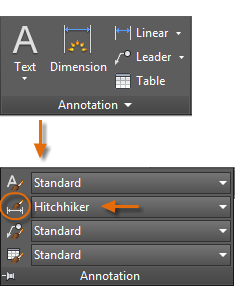 A
Text
Dimension
Linear
Leader
Table
Annotation
Standard
Hitchhiker
Standard
Standard
Annotation